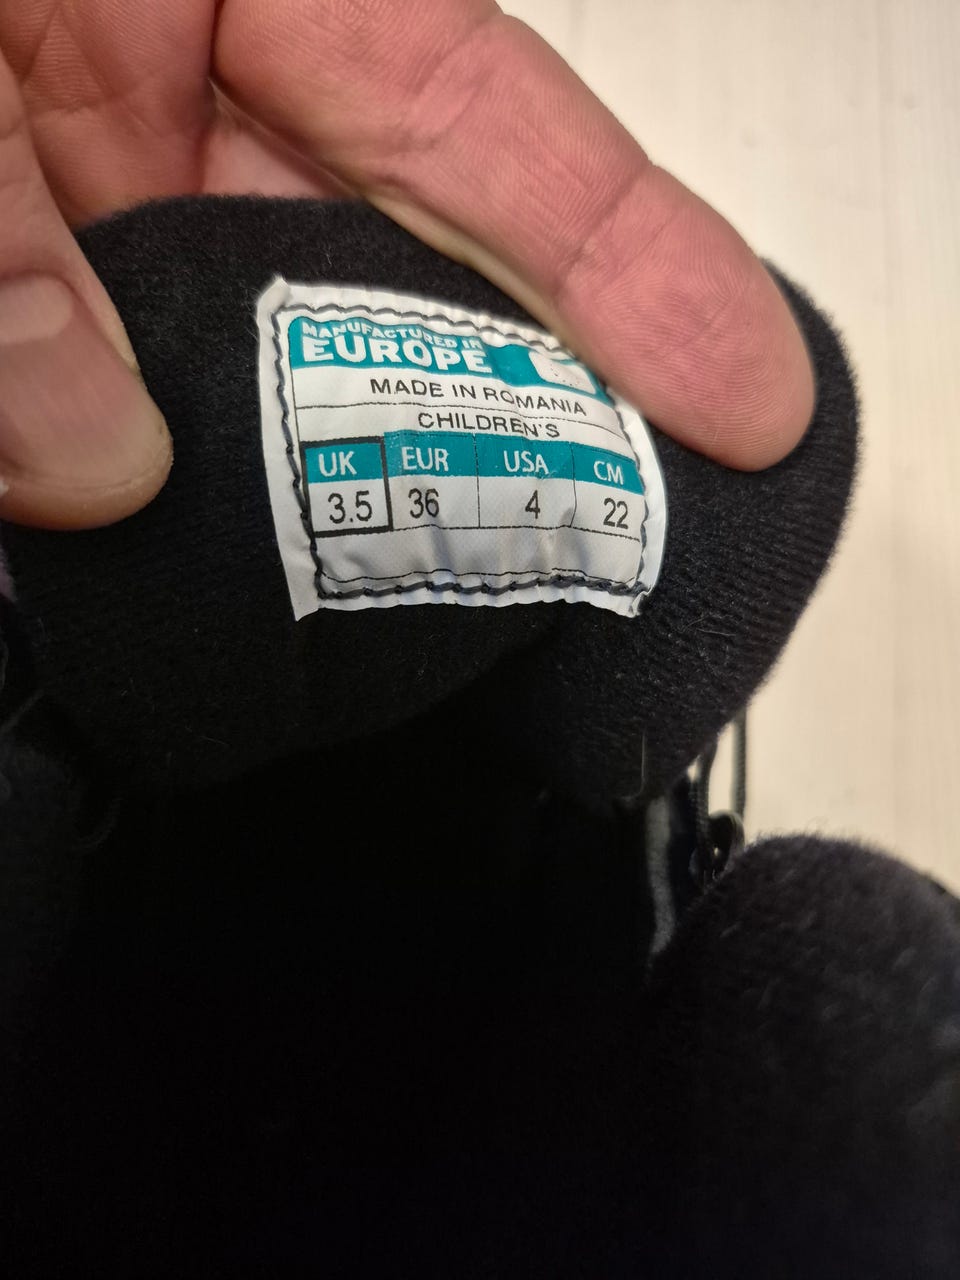 MANUFACTURED IN
EUROPE
MADE IN ROMANIA
CHILDREN'S
UK EUR USA CM
3.5 36 4 22